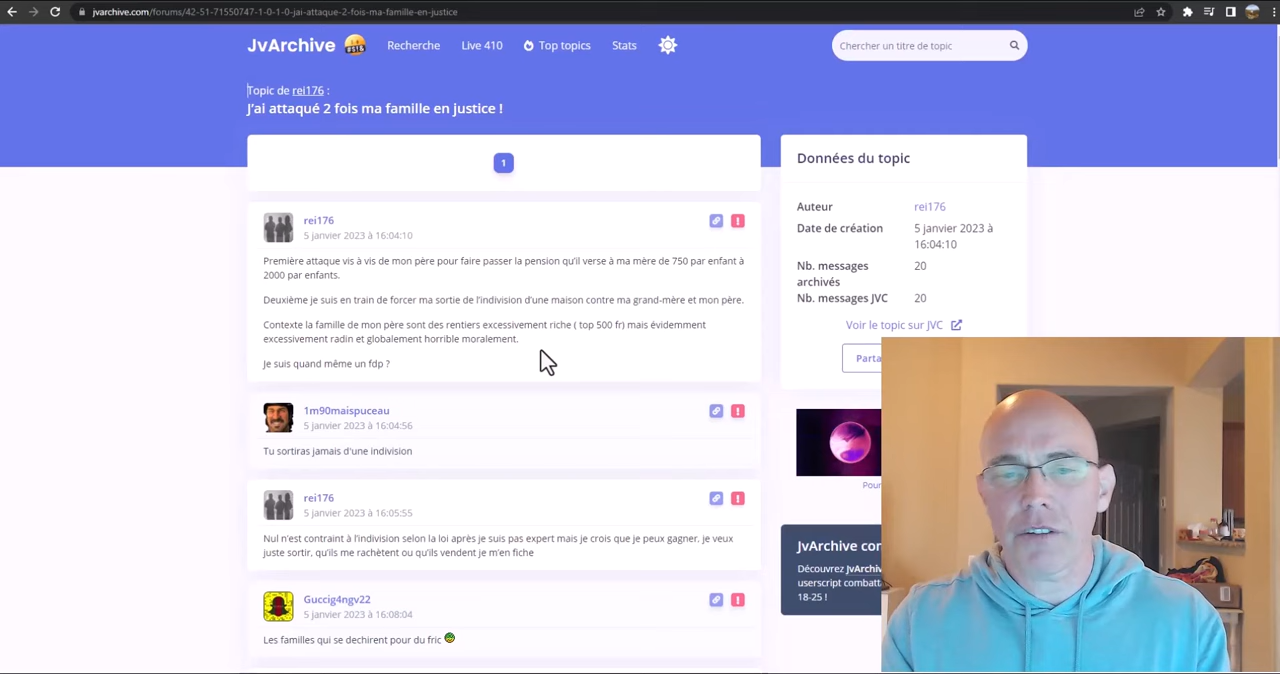 jvarchive.com/forums/42-51-71550747-1-0-1-0-jai-attaque-2-fois-ma-famille-en-justice
JvArchive
Recherche
Live 410
Top topics
Stats
Chercher un titre de topic
Topic de rei176 :
J'ai attaqué 2 fois ma famille en justice !
1
rei176
5 janvier 2023 à 16:04:10
Première attaque vis à vis de mon père pour faire passer la pension qu'il verse à ma mère de 750 par enfant à
2000 par enfants.
Deuxième je suis en train de forcer ma sortie de l'indivision d'une maison contre ma grand-mère et mon père.
Contexte la famille de mon père sont des rentiers excessivement riche ( top 500 fr) mais évidemment
excessivement radin et globalement horrible moralement.
Je suis quand même un fdp ?
1m90maispuceau
5 janvier 2023 à 16:04:56
Tu sortiras jamais d'une indivision
rei176
5 janvier 2023 à 16:05:55
Nul n'est contraint à l'indivision selon la loi après je suis pas expert mais je crois que je peux gagner, je veux
juste sortir, qu'ils me rachètent ou qu'ils vendent je m'en fiche
Guccig4ngv22
5 janvier 2023 à 16:08:04
Les familles qui se dechirent pour du fric
Données du topic
Auteur
rei176
Date de création
5 janvier 2023 à
16:04:10
Nb. messages
archivés
20
Nb. messages JVC
20
Voir le topic sur JVC
Parta
Pour
JvArchive com
Découvrez JvArchiv
userscript combatt
18-25 !